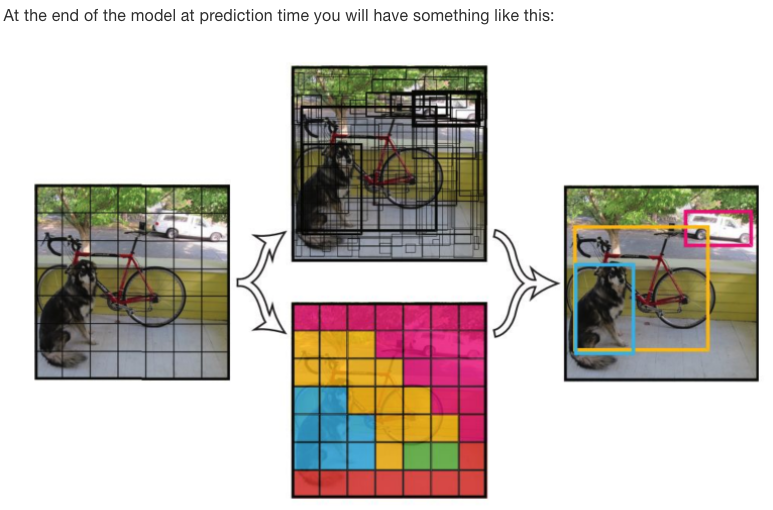 At the end of the model at prediction time you will have something like this: